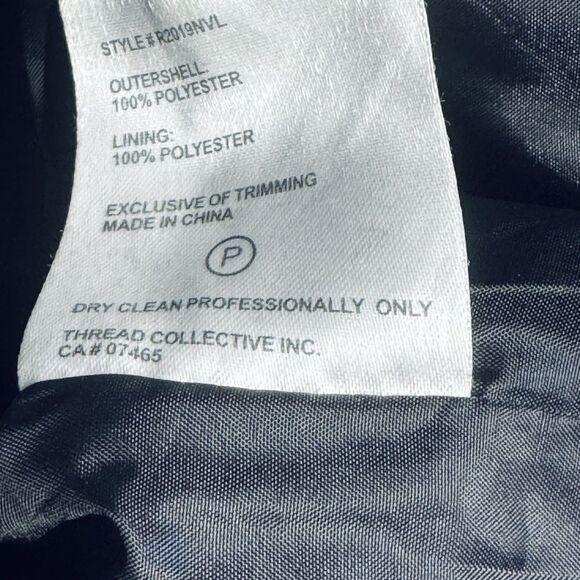 STYLE# R2019NVL
OUTERSHELL:
100% POLYESTER
LINING:
100% POLYESTER
EXCLUSIVE OF TRIMMING
MADE IN CHINA
P
DRY CLEAN PROFESSIONALLY ONLY
THREAD COLLECTIVE INC.
CA# 07465